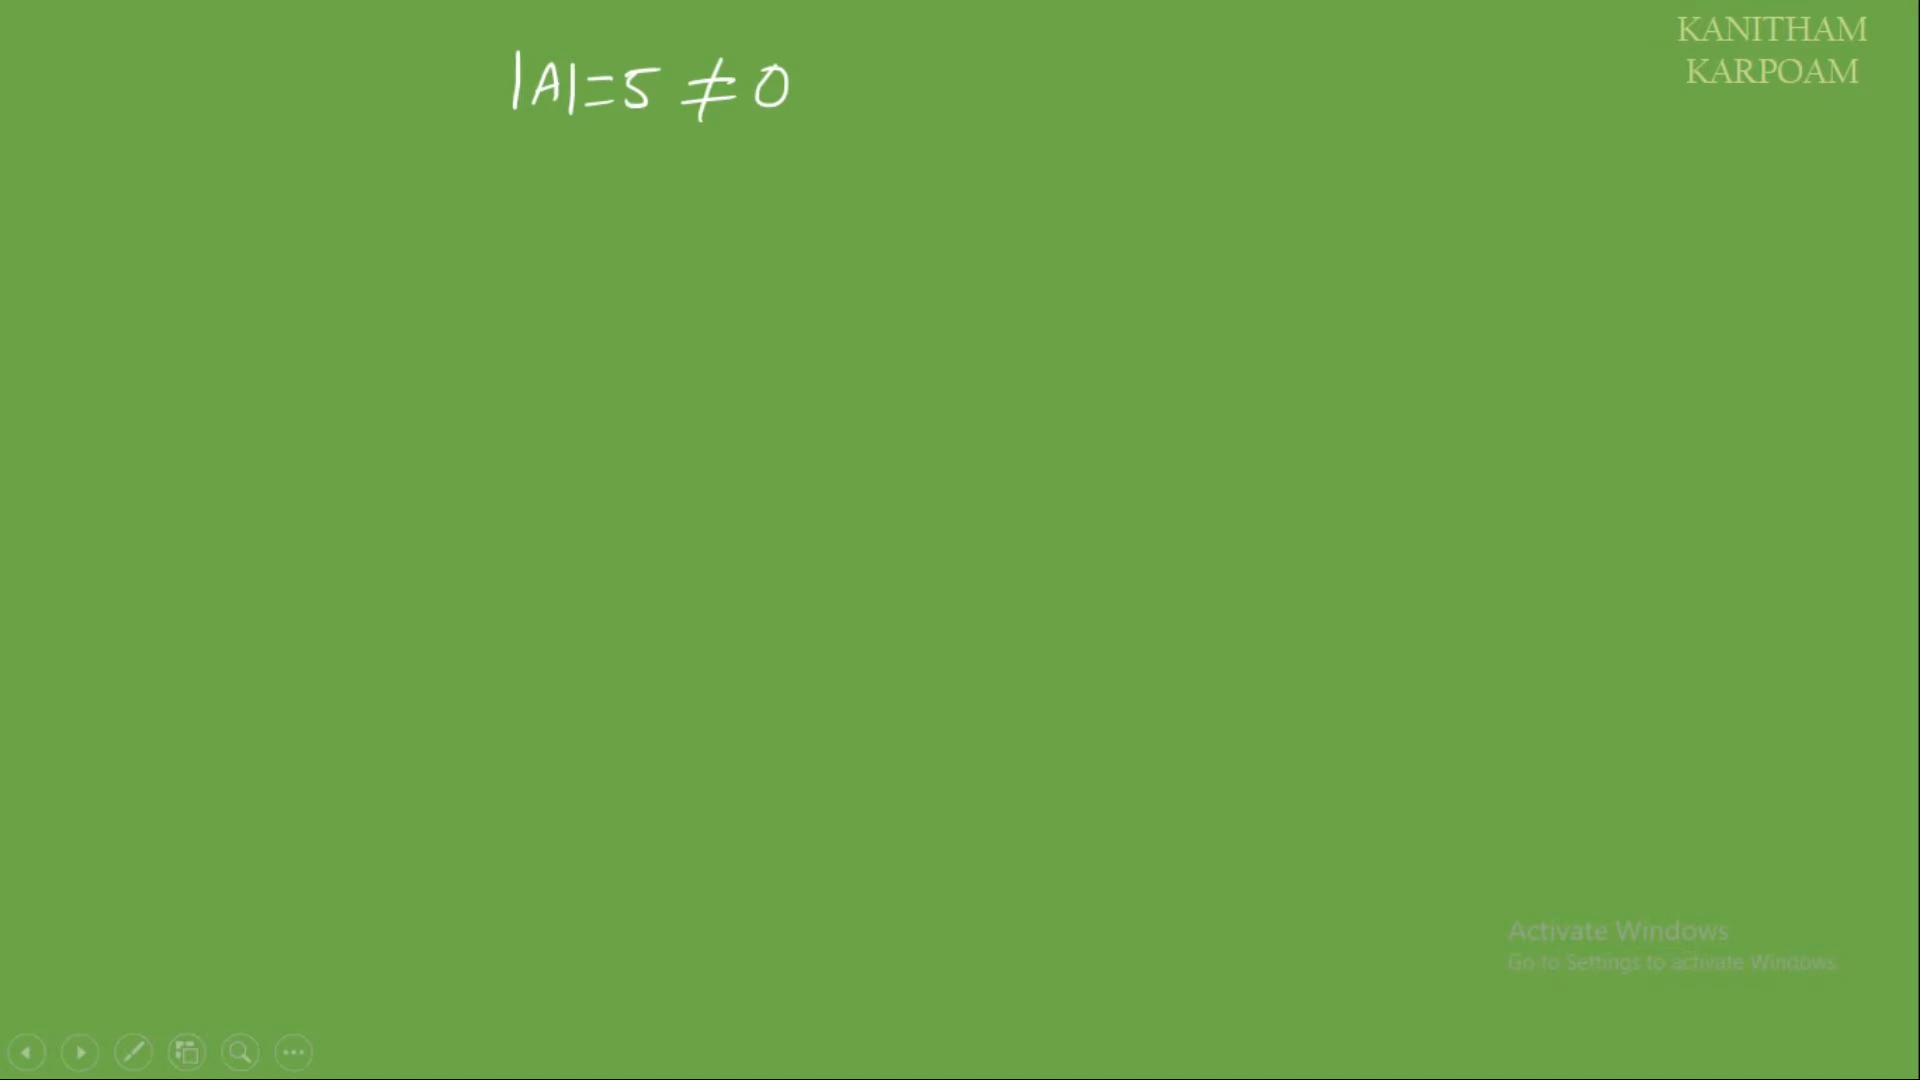 KANITHAM
KARPOAM
|A|=5 ≠ 0
Activate Windows
Go to Settings to activate Windows